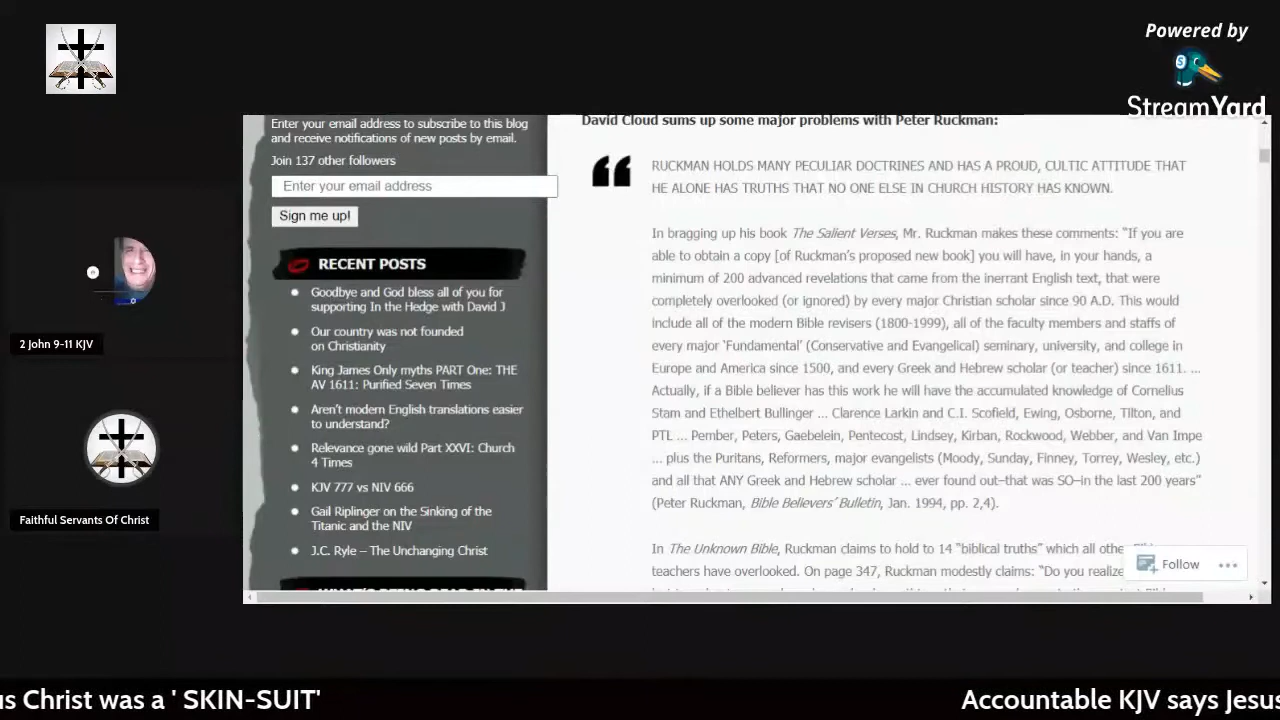 Powered by
StreamYard
Enter your email address to subscribe to this blog
and receive notifications of new posts by email.
Join 137 other followers
Enter your email address
Sign me up!
RECENT POSTS
Goodbye and God bless all of you for
supporting In the Hedge with David J
Our country was not founded
on Christianity
King James Only myths PART One: THE
AV 1611: Purified Seven Times
Aren't modern English translations easier
to understand?
Relevance gone wild Part XXVI: Church
4 Times
KJV 777 vs NIV 666
Gail Riplinger on the Sinking of the
Titanic and the NIV
J.C. Ryle – The Unchanging Christ
David Cloud sums up some major problems with Peter Ruckman:
RUCKMAN HOLDS MANY PECULIAR DOCTRINES AND HAS A PROUD, CULTIC ATTITUDE THAT
HE ALONE HAS TRUTHS THAT NO ONE ELSE IN CHURCH HISTORY HAS KNOWN.
In bragging up his book The Salient Verses, Mr. Ruckman makes these comments: "If you are
able to obtain a copy [of Ruckman's proposed new book] you will have, in your hands, a
minimum of 200 advanced revelations that came from the inerrant English text, that were
completely overlooked (or ignored) by every major Christian scholar since 90 A.D. This would
include all of the modern Bible revisers (1800-1999), all of the faculty members and staffs of
every major 'Fundamental' (Conservative and Evangelical) seminary, university, and college in
Europe and America since 1500, and every Greek and Hebrew scholar (or teacher) since 1611. ...
Actually, if a Bible believer has this work he will have the accumulated knowledge of Cornelius
Stam and Ethelbert Bullinger ... Clarence Larkin and C.I. Scofield, Ewing, Osborne, Tilton, and
PTL ... Pember, Peters, Gaebelein, Pentecost, Lindsey, Kirban, Rockwood, Webber, and Van Impe
... plus the Puritans, Reformers, major evangelists (Moody, Sunday, Finney, Torrey, Wesley, etc.)
and all that ANY Greek and Hebrew scholar ... ever found out–that was SO–in the last 200 years"
(Peter Ruckman, Bible Believers' Bulletin, Jan. 1994, pp. 2,4).
In The Unknown Bible, Ruckman claims to hold to 14 "biblical truths" which all othe
teachers have overlooked. On page 347, Ruckman modestly claims: "Do you realize
Follow
2 John 9-11 KJV
Faithful Servants Of Christ
us Christ was a ' SKIN-SUIT'
Accountable KJV says Jesus